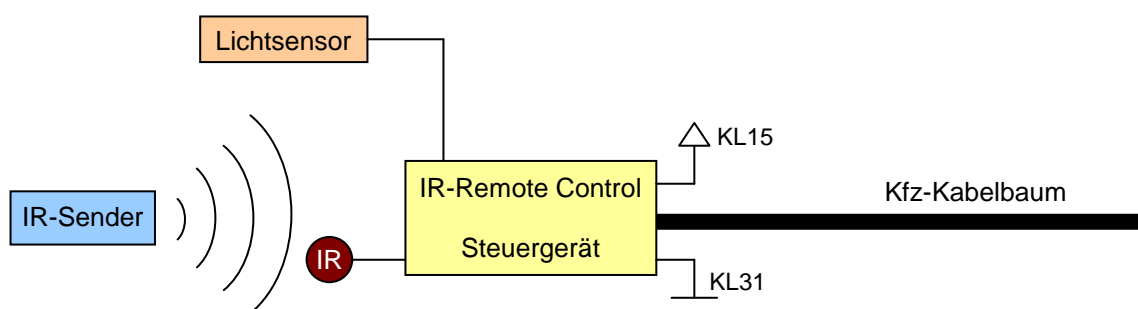 Lichtsensor
KL15
IR-Remote Control
Kfz-Kabelbaum
IR-Sender
Steuergerät
IR
KL31